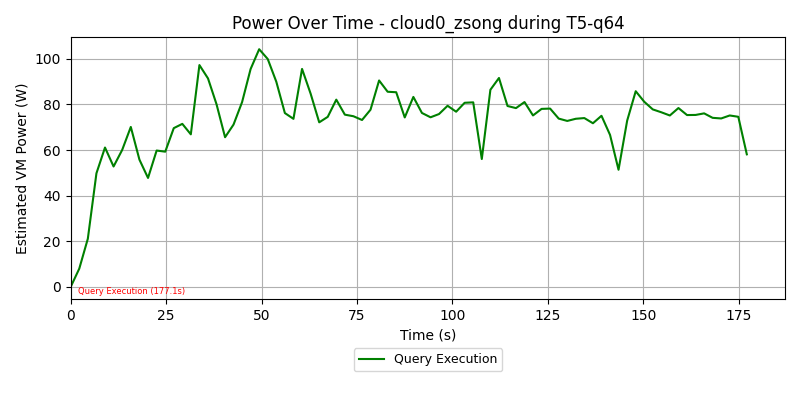 Power Over Time - cloud0_zsong during T5-q64
Estimated VM Power (W)
100
80
60
40
20
0
Query Execution (177.1s)
0 25 50 75 100 125 150 175
Time (s)
Query Execution